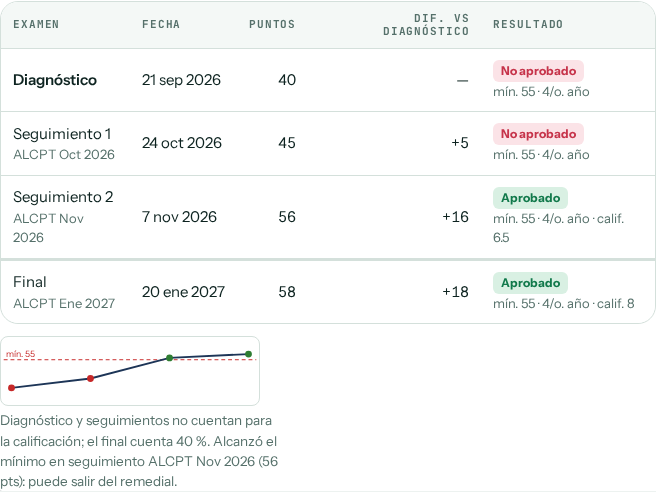 EXAMEN FECHA PUNTOS DIF. VS DIAGNÓSTICO RESULTADO
Diagnóstico 21 sep 2026 40 — No aprobado
mín. 55 · 4/o. año
Seguimiento 1 24 oct 2026 45 +5 No aprobado
ALCPT Oct 2026 mín. 55 · 4/o. año
Seguimiento 2 7 nov 2026 56 +16 Aprobado
ALCPT Nov 2026 mín. 55 · 4/o. año · calif. 6.5
Final 20 ene 2027 58 +18 Aprobado
ALCPT Ene 2027 mín. 55 · 4/o. año · calif. 8
mín. 55
Diagnóstico y seguimientos no cuentan para
la calificación; el final cuenta 40 %. Alcanzó el
mínimo en seguimiento ALCPT Nov 2026 (56
pts): puede salir del remedial.